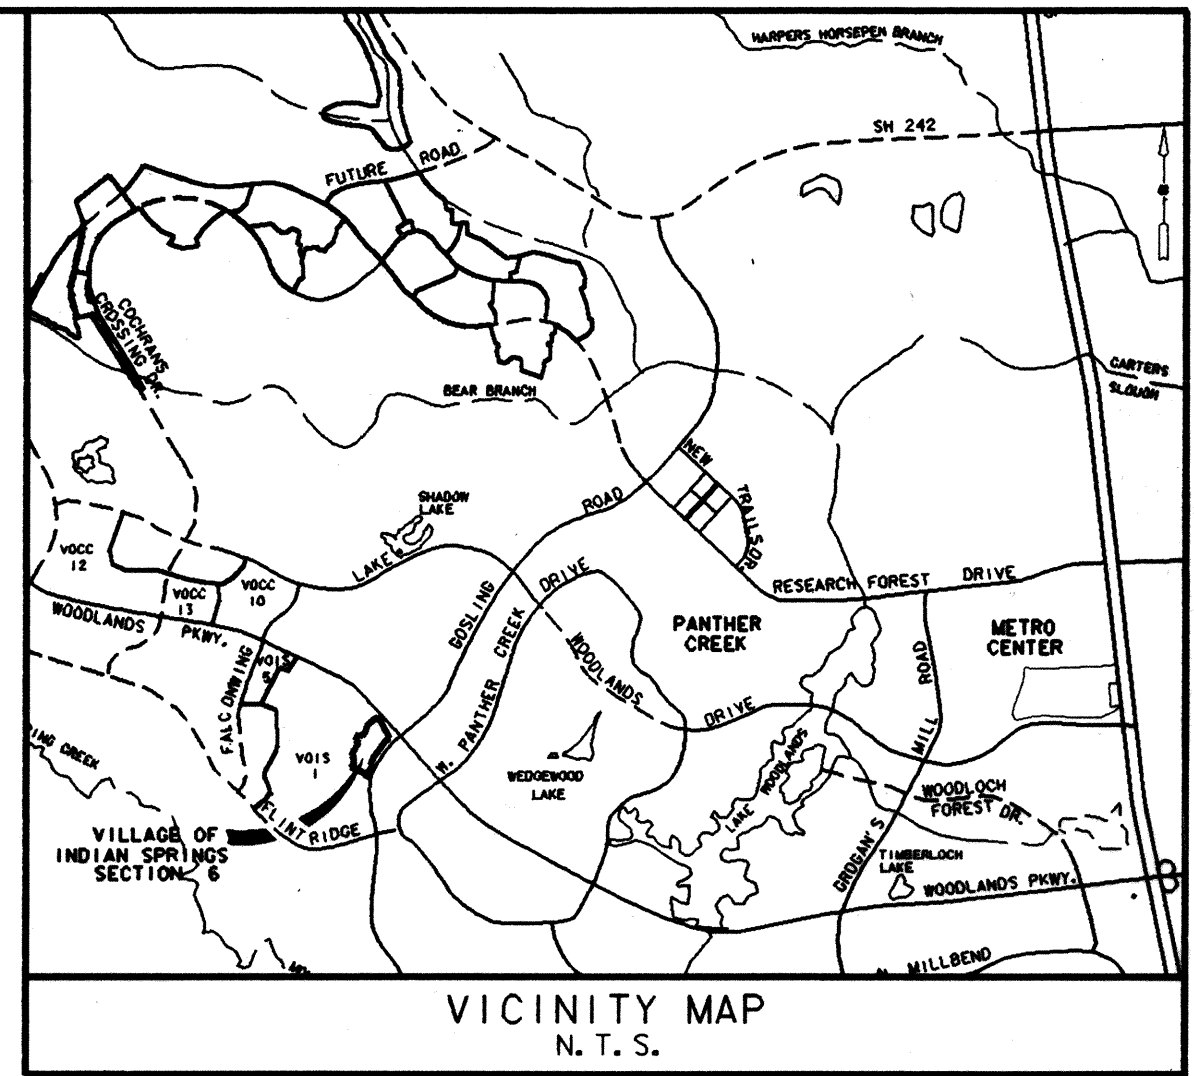 HARPERS HORSEPEN BRANCH
SH 242
FUTURE ROAD
COCHRANS
CROSSING DR.
CARTERS
SLOUGH
BEAR BRANCH
NEW TRAILS DR.
SHADOW
LAKE
GOSLING ROAD
LAKE WOODLANDS DRIVE
VOCC
12
VOCC
13
VOCC
10
RESEARCH FOREST DRIVE
WOODLANDS PKWY.
W. PANTHER CREEK DRIVE
PANTHER
CREEK
METRO
CENTER
FALCONWING
VOIS
5
VOIS
1
GROGAN'S MILL ROAD
RING CREEK
WEDGEWOOD
LAKE
LAKE WOODLANDS
WOODLOCH
FOREST DR.
FLINTRIDGE
VILLAGE OF
INDIAN SPRINGS
SECTION 6
TIMBERLOCH
LAKE
WOODLANDS PKWY.
MILLBEND
VICINITY MAP
N. T. S.